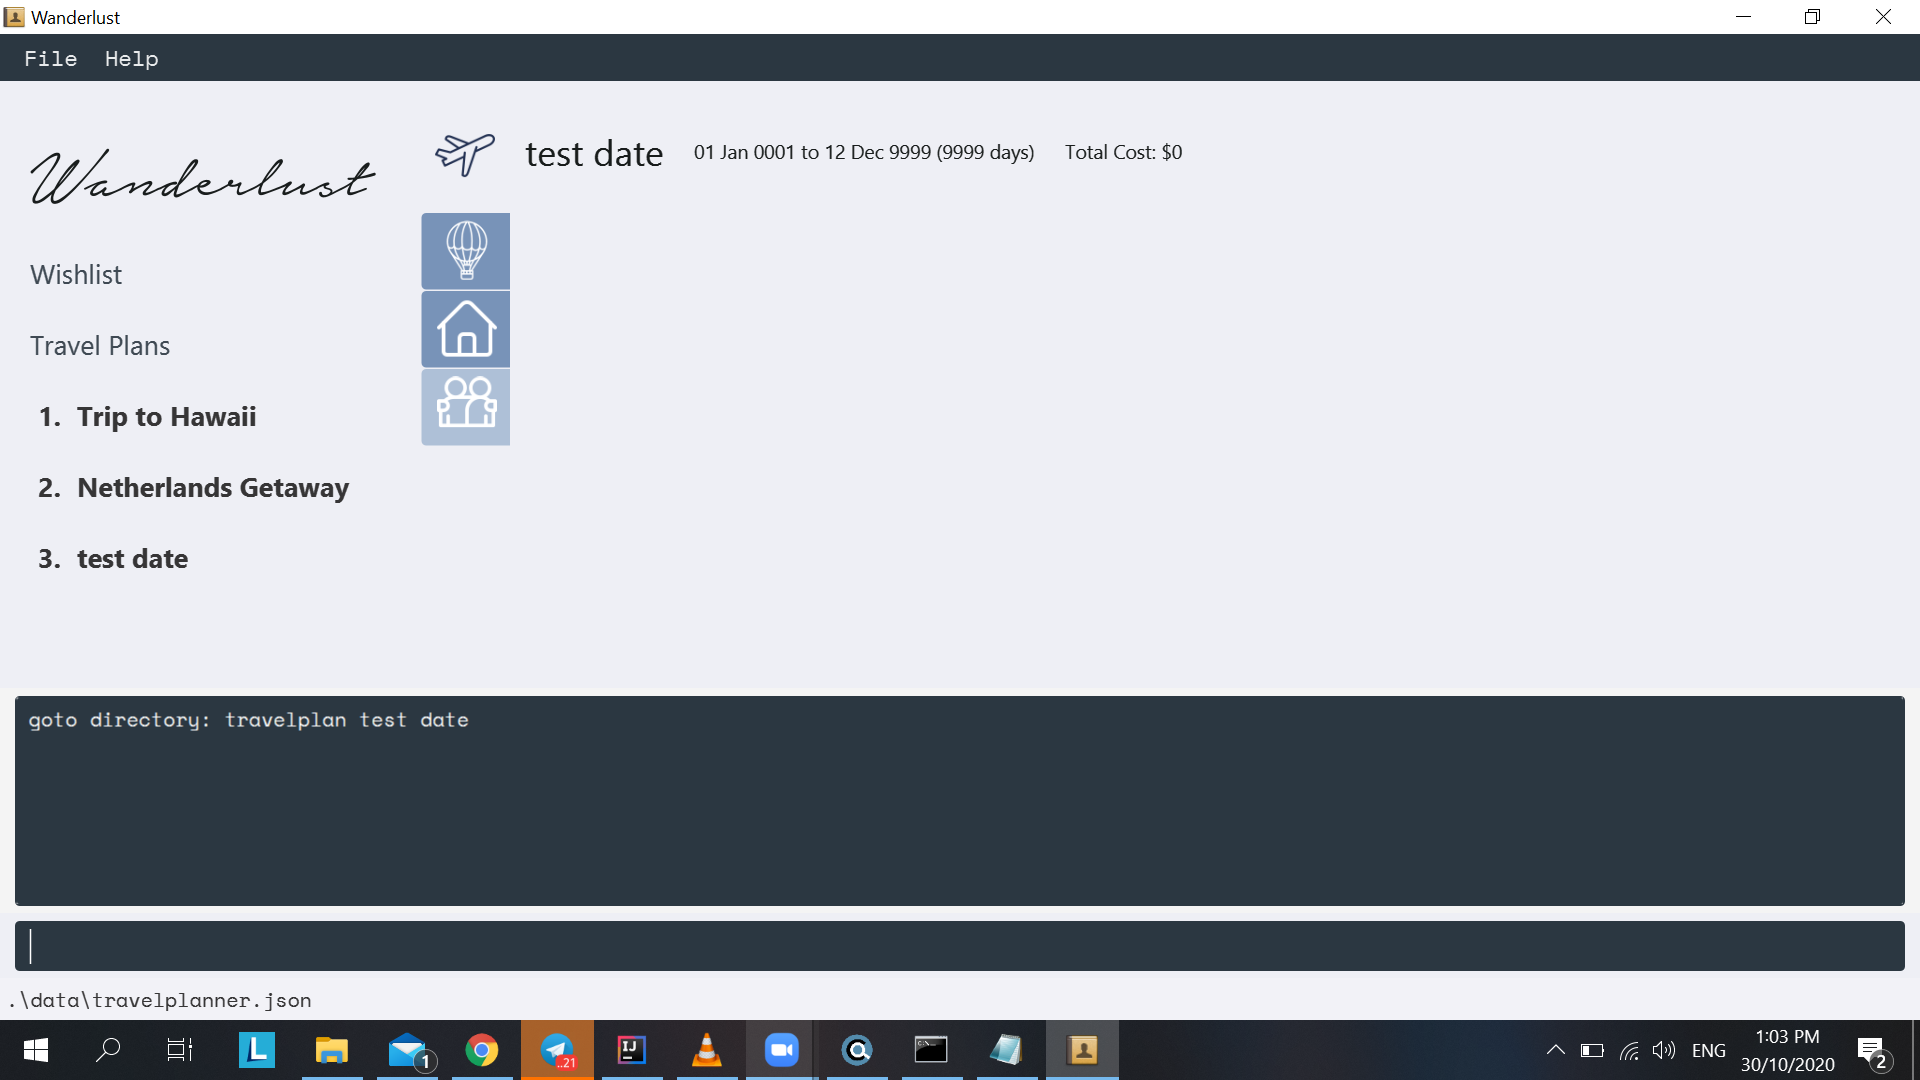 Wanderlust
File Help
Wanderlust
test date 01 Jan 0001 to 12 Dec 9999 (9999 days) Total Cost: $0
Wishlist
Travel Plans
1. Trip to Hawaii
2. Netherlands Getaway
3. test date
goto directory: travelplan test date
.\data\travelplanner.json
L
1
..21
IJ
C:\.
ENG
1:03 PM
30/10/2020
2